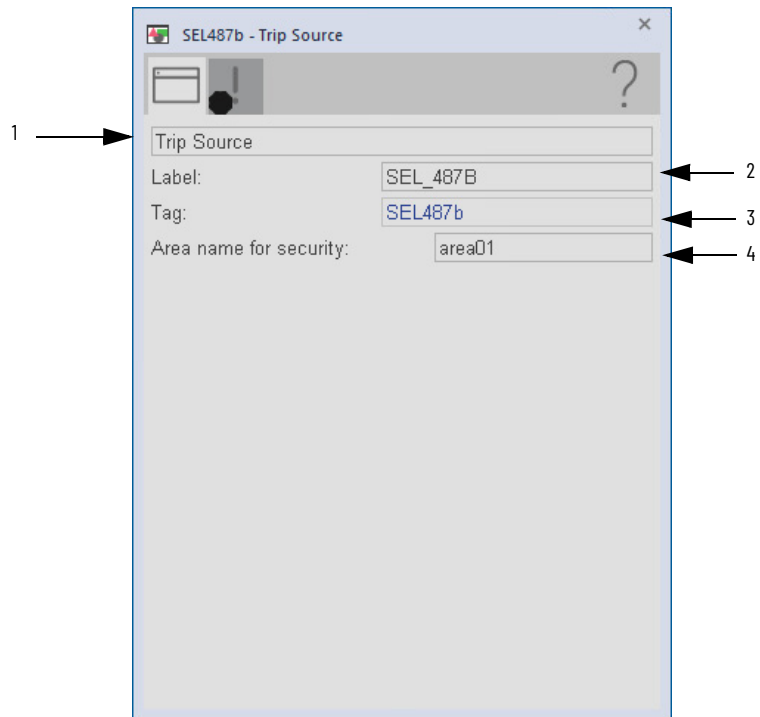 SEL487b - Trip Source
1
Trip Source
Label: SEL_487B 2
Tag: SEL487b 3
Area name for security: area01 4